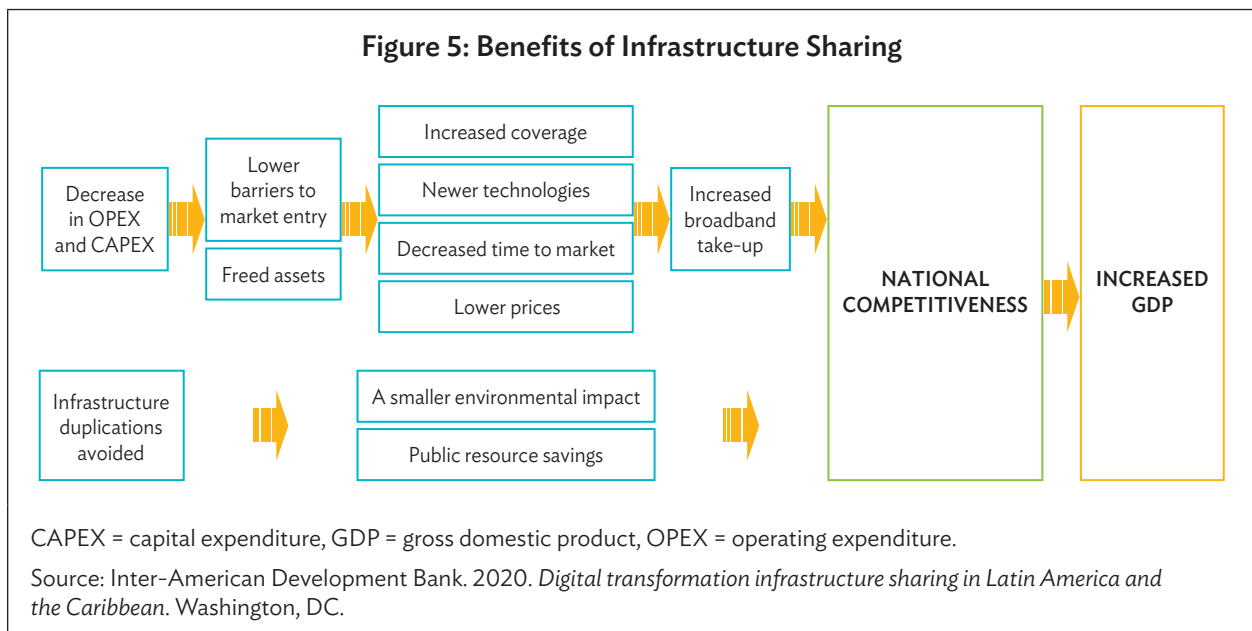 Figure 5: Benefits of Infrastructure Sharing
Decrease
in OPEX
and CAPEX
Lower
barriers to
market entry
Freed assets
Increased coverage
Newer technologies
Decreased time to market
Lower prices
Increased
broadband
take-up
Infrastructure
duplications
avoided
A smaller environmental impact
Public resource savings
NATIONAL
COMPETITIVENESS
INCREASED
GDP
CAPEX = capital expenditure, GDP = gross domestic product, OPEX = operating expenditure.
Source: Inter-American Development Bank. 2020. Digital transformation infrastructure sharing in Latin America and
the Caribbean. Washington, DC.